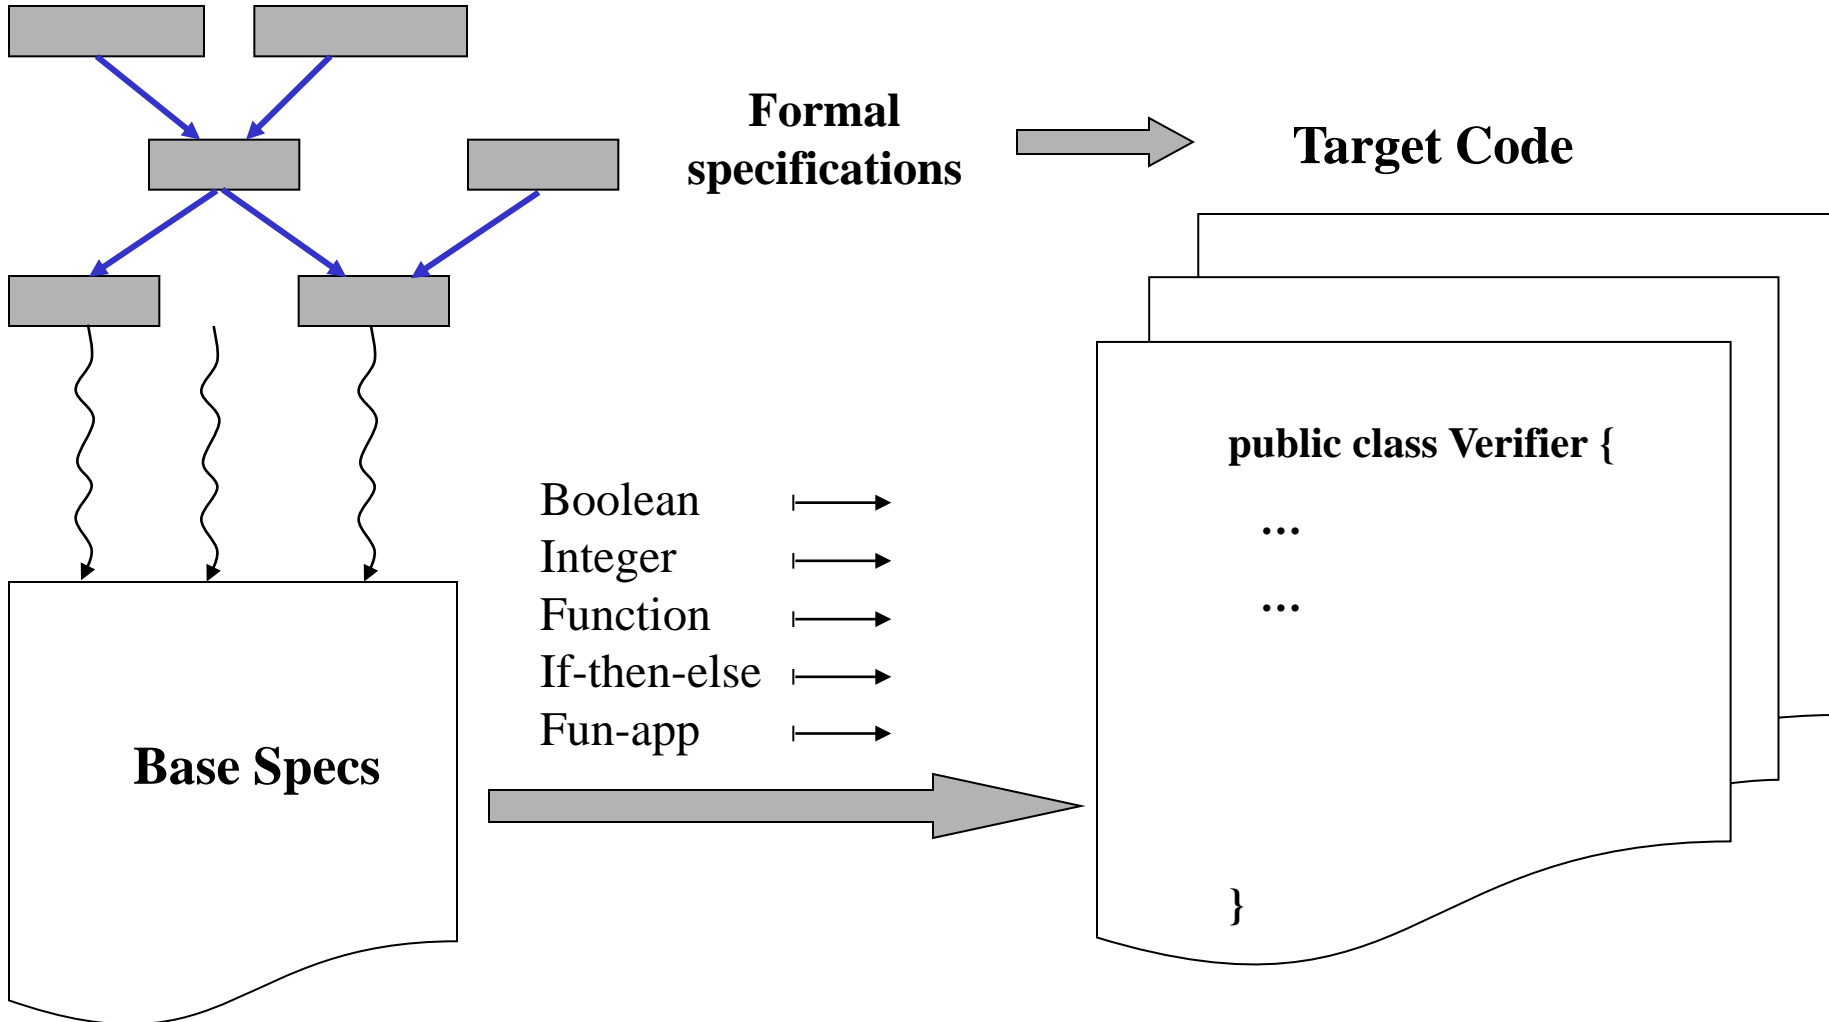 Formal
specifications
Target Code
public class Verifier {
...
...
}
Boolean
Integer
Function
If-then-else
Fun-app
Base Specs